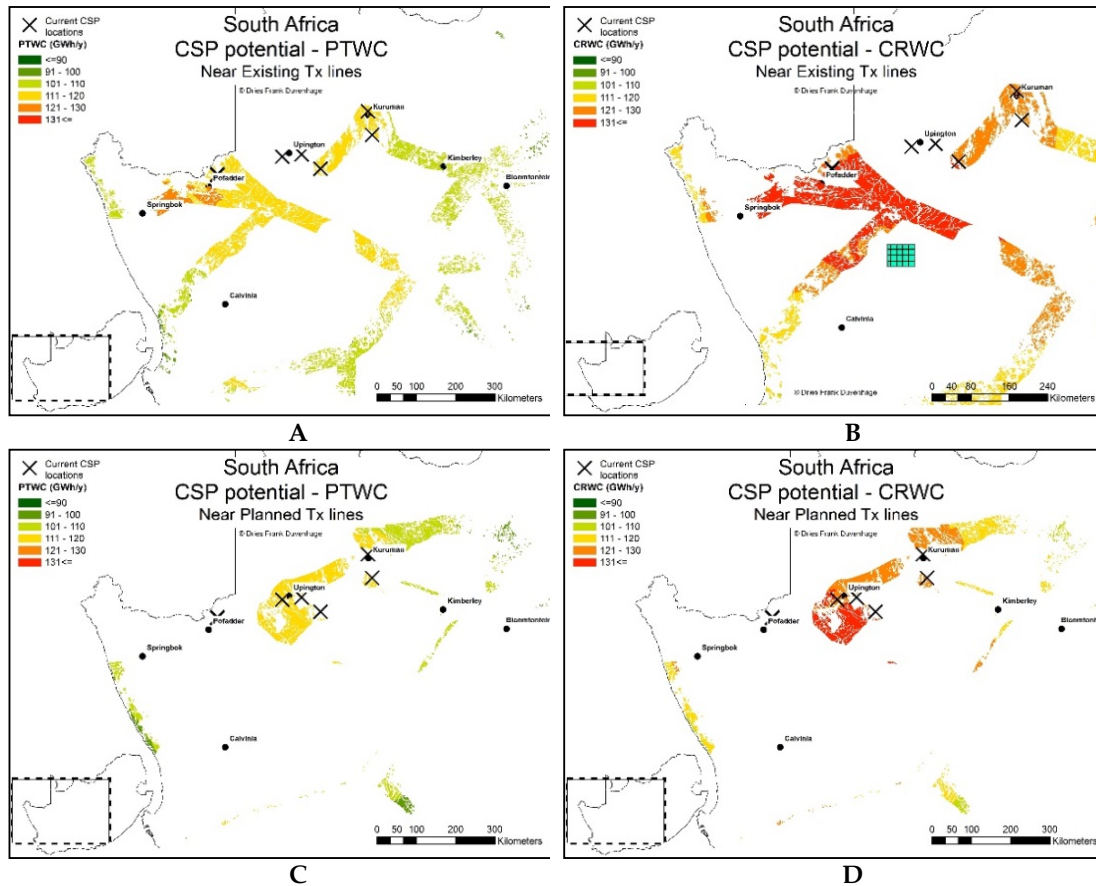 Current CSP
locations
PTWC (GWh/y)
<=90
91 - 100
101 - 110
111 - 120
121 - 130
131<=
South Africa
CSP potential - PTWC
Near Existing Tx lines
© Dries Frank Duvenhage
Kuruman
Upington
Kimberley
Pofadder
Springbok
Calvinia
0 50 100 200 300
Kilometers
A
Current CSP
locations
CRWC (GWh/y)
<=90
91 - 100
101 - 110
111 - 120
121 - 130
131<=
South Africa
CSP potential - CRWC
Near Existing Tx lines
Kuruman
Upington
Kimberley
Pofadder
Springbok
Calvinia
© Dries Frank Duvenhage
0 40 80 160 240
Kilometers
B
Current CSP
locations
PTWC (GWh/y)
<=90
91 - 100
101 - 110
111 - 120
121 - 130
131<=
South Africa
CSP potential - PTWC
Near Planned Tx lines
© Dries Frank Duvenhage
Kuruman
Upington
Kimberley
Pofadder
Springbok
Calvinia
0 50 100 200 300
Kilometers
C
Current CSP
locations
CRWC (GWh/y)
<=90
91 - 100
101 - 110
111 - 120
121 - 130
131<=
South Africa
CSP potential - CRWC
Near Planned Tx lines
© Dries Frank Duvenhage
Kuruman
Upington
Kimberley
Pofadder
Springbok
Calvinia
0 50 100 200 300
Kilometers
D